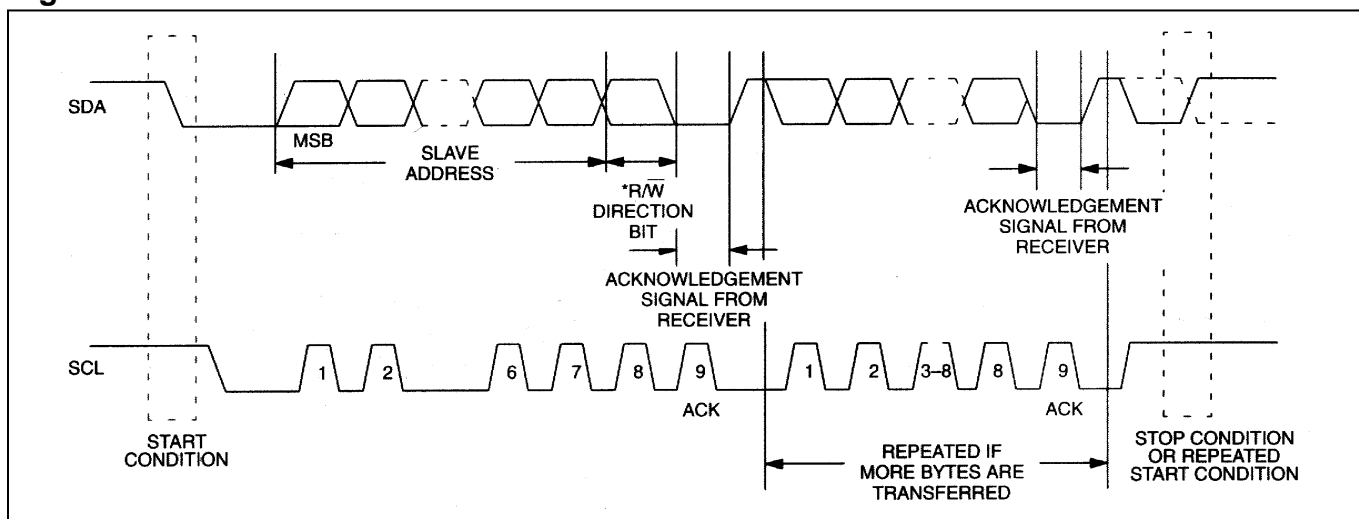 SDA
MSB
SLAVE
ADDRESS
*R/W̅
DIRECTION
BIT
ACKNOWLEDGEMENT
SIGNAL FROM
RECEIVER
ACKNOWLEDGEMENT
SIGNAL FROM
RECEIVER
SCL
1 2 6 7 8 9 1 2 3–8 8 9
ACK ACK
START
CONDITION
REPEATED IF
MORE BYTES ARE
TRANSFERRED
STOP CONDITION
OR REPEATED
START CONDITION